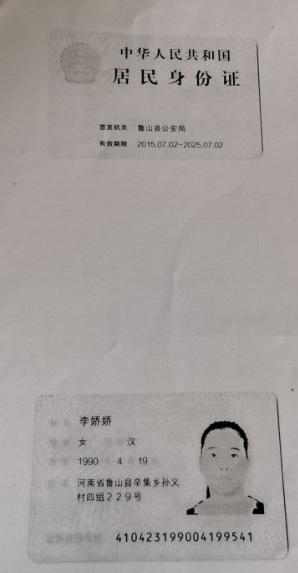 中华人民共和国
居民身份证
签发机关 鲁山县公安局
有效期限 2015.07.02-2025.07.02
李娇娇
女 汉
1990 4 19
河南省鲁山县辛集乡孙义
村四组229号
410423199004199541